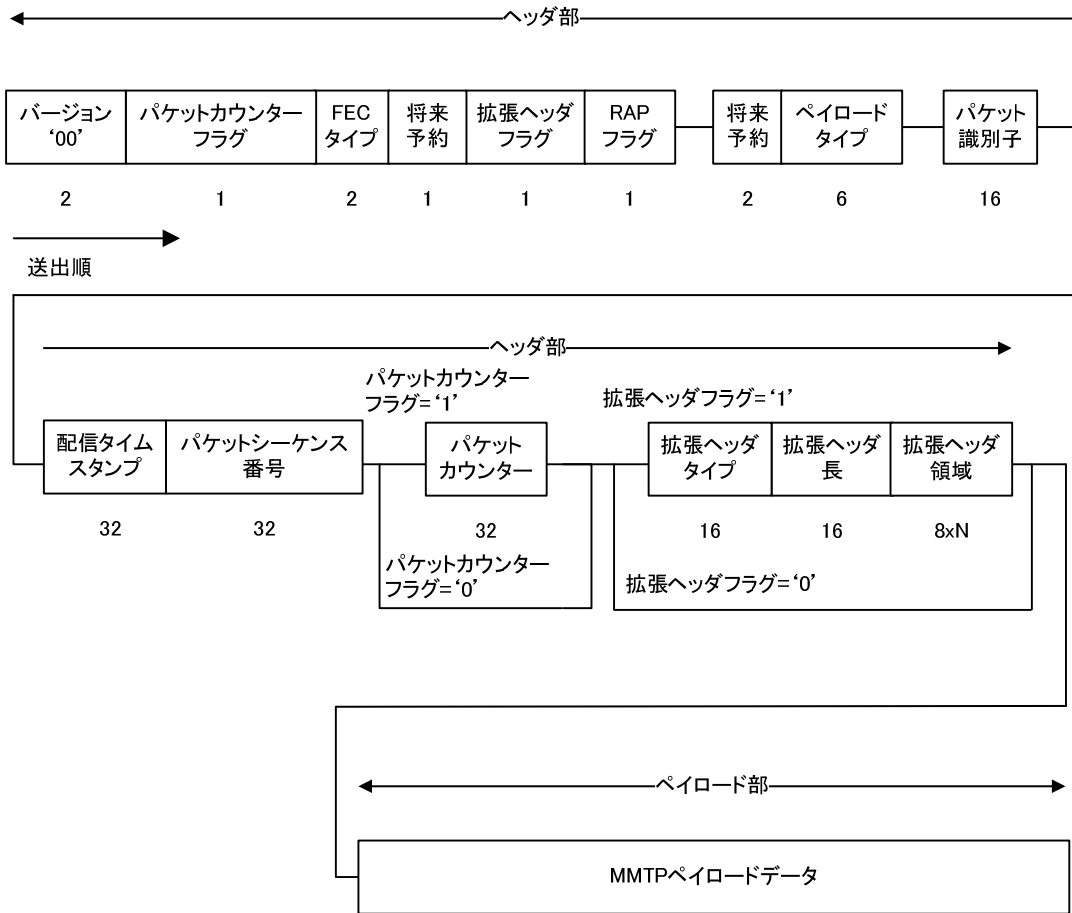 ヘッダ部
バージョン
‘00’
パケットカウンター
フラグ
FEC
タイプ
将来
予約
拡張ヘッダ
フラグ
RAP
フラグ
将来
予約
ペイロード
タイプ
パケット
識別子
2
1
2
1
1
1
2
6
16
送出順
ヘッダ部
パケットカウンター
フラグ=‘1’
拡張ヘッダフラグ=‘1’
配信タイム
スタンプ
パケットシーケンス
番号
パケット
カウンター
拡張ヘッダ
タイプ
拡張ヘッダ
長
拡張ヘッダ
領域
32
32
32
16
16
8xN
パケットカウンター
フラグ=‘0’
拡張ヘッダフラグ=‘0’
ペイロード部
MMTPペイロードデータ